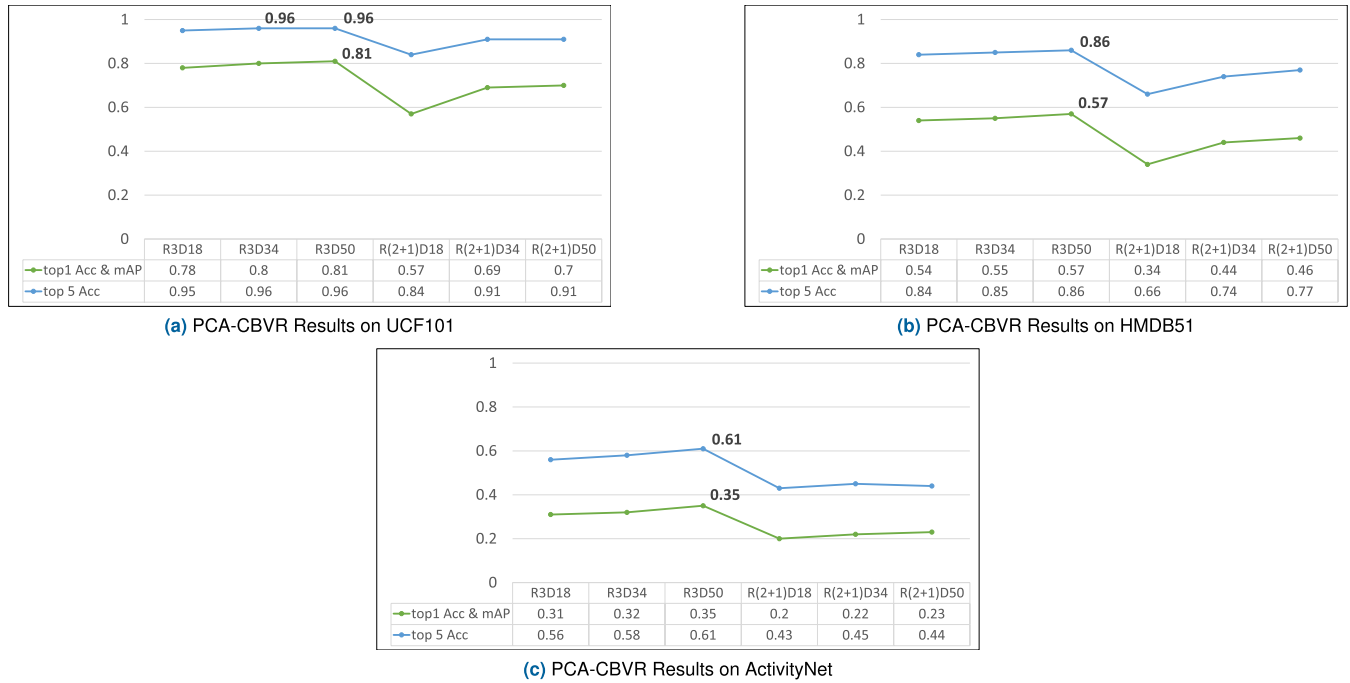 1
0.96 0.96
0.8
0.81
0.6
0.4
0.2
0
R3D18 R3D34 R3D50 R(2+1)D18 R(2+1)D34 R(2+1)D50
top1 Acc & mAP 0.78 0.8 0.81 0.57 0.69 0.7
top 5 Acc 0.95 0.96 0.96 0.84 0.91 0.91
(a) PCA-CBVR Results on UCF101
1
0.86
0.8
0.6
0.57
0.4
0.2
0
R3D18 R3D34 R3D50 R(2+1)D18 R(2+1)D34 R(2+1)D50
top1 Acc & mAP 0.54 0.55 0.57 0.34 0.44 0.46
top 5 Acc 0.84 0.85 0.86 0.66 0.74 0.77
(b) PCA-CBVR Results on HMDB51
1
0.8
0.61
0.6
0.35
0.4
0.2
0
R3D18 R3D34 R3D50 R(2+1)D18 R(2+1)D34 R(2+1)D50
top1 Acc & mAP 0.31 0.32 0.35 0.2 0.22 0.23
top 5 Acc 0.56 0.58 0.61 0.43 0.45 0.44
(c) PCA-CBVR Results on ActivityNet